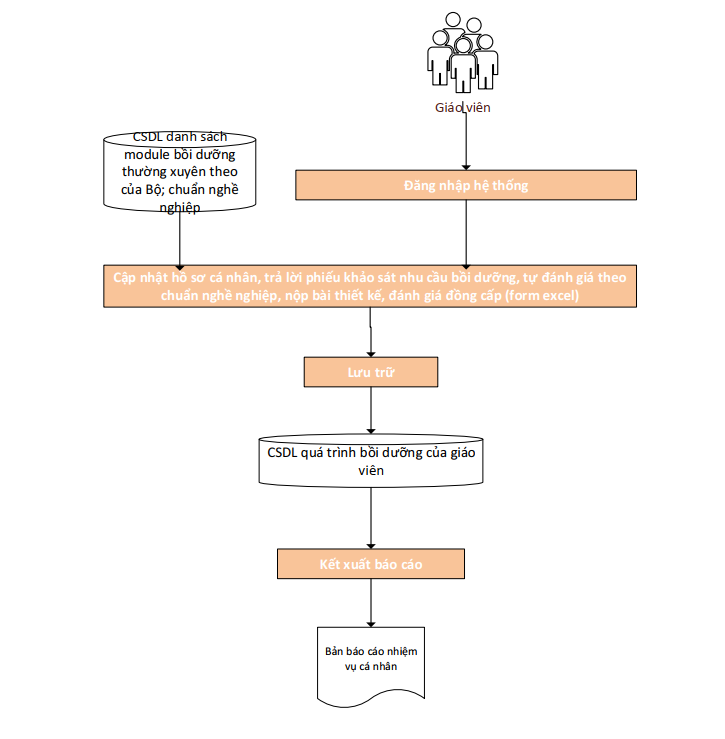 Giáo viên
CSDL danh sách
module bồi dưỡng
thường xuyên theo
của Bộ; chuẩn nghề
nghiệp
Đăng nhập hệ thống
Cập nhật hồ sơ cá nhân, trả lời phiếu khảo sát nhu cầu bồi dưỡng, tự đánh giá theo
chuẩn nghề nghiệp, nộp bài thiết kế, đánh giá đồng cấp (form excel)
Lưu trữ
CSDL quá trình bồi dưỡng của giáo
viên
Kết xuất báo cáo
Bản báo cáo nhiệm
vụ cá nhân